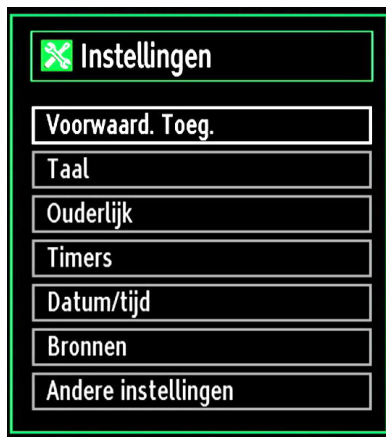 Instellingen
Voorwaard. Toeg.
Taal
Ouderlijk
Timers
Datum/tijd
Bronnen
Andere instellingen